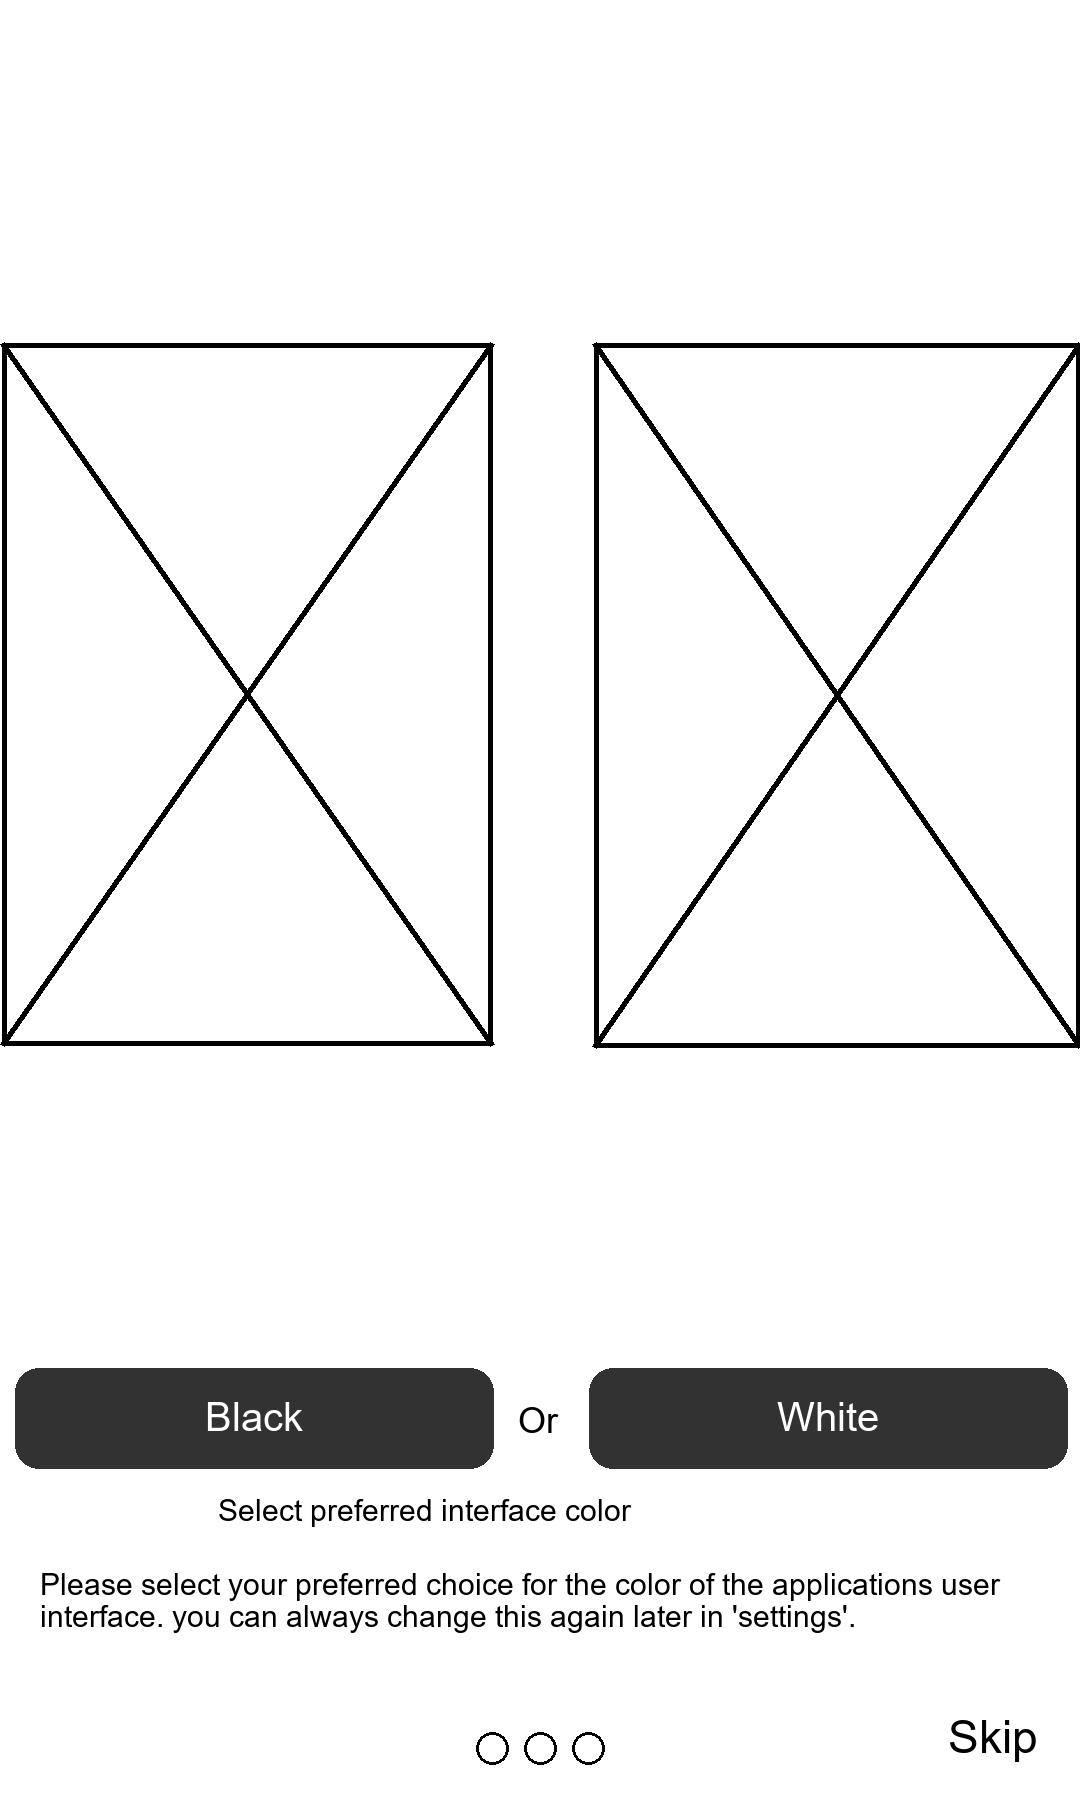 Black
Or
White
Select preferred interface color
Please select your preferred choice for the color of the applications user
interface. you can always change this again later in 'settings'.
Skip